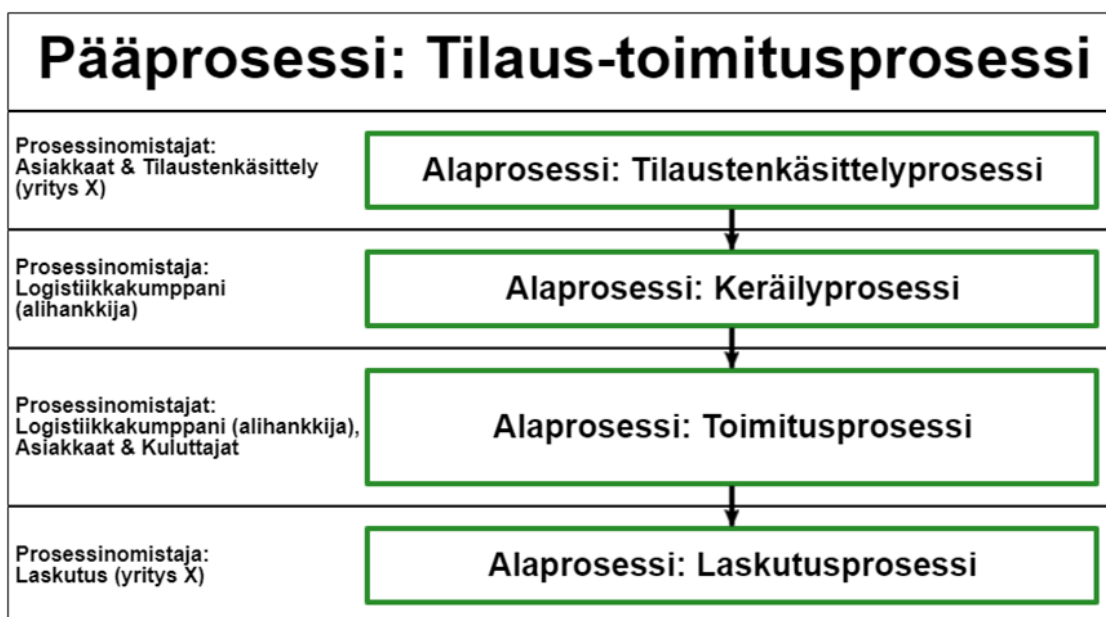 Pääprosessi: Tilaus-toimitusprosessi
Prosessinomistajat:
Asiakkaat & Tilaustenkäsittely
(yritys X)
Alaprosessi: Tilaustenkäsittelyprosessi
Prosessinomistaja:
Logistiikkakumppani
(alihankkija)
Alaprosessi: Keräilyprosessi
Prosessinomistajat:
Logistiikkakumppani (alihankkija),
Asiakkaat & Kuluttajat
Alaprosessi: Toimitusprosessi
Prosessinomistaja:
Laskutus (yritys X)
Alaprosessi: Laskutusprosessi